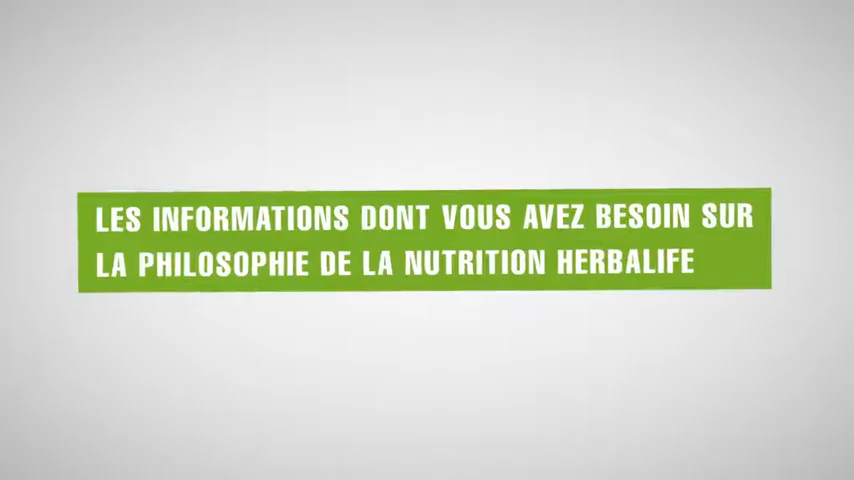 LES INFORMATIONS DONT VOUS AVEZ BESOIN SUR
LA PHILOSOPHIE DE LA NUTRITION HERBALIFE